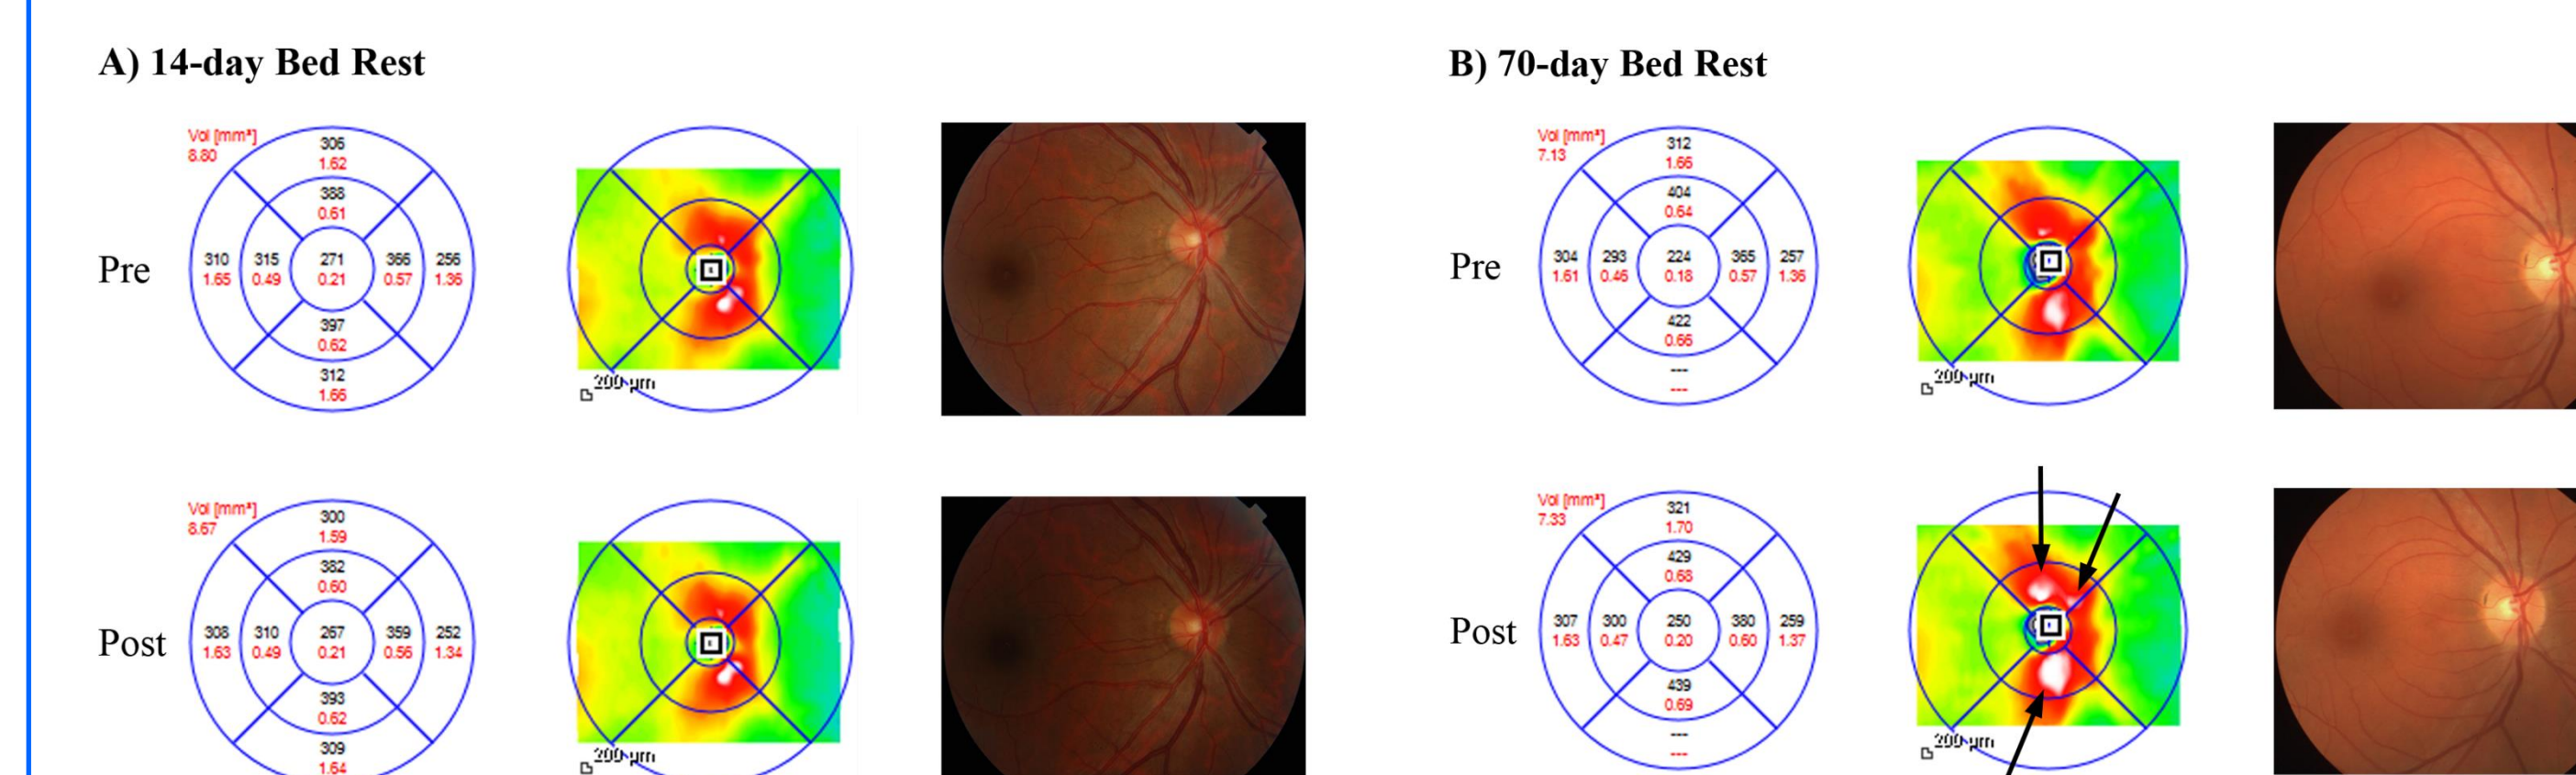 A) 14-day Bed Rest
B) 70-day Bed Rest
Pre
Vol [mm³]
8.80
306
1.62
388
0.61
310 315 271 366 256
1.65 0.49 0.21 0.57 1.36
397
0.62
312
1.66
200 µm
Pre
Vol [mm³]
7.13
312
1.66
404
0.64
304 293 224 365 257
1.61 0.46 0.18 0.57 1.36
422
0.66
---
---
200 µm
Post
Vol [mm³]
8.67
300
1.59
382
0.60
308 310 267 359 252
1.63 0.49 0.21 0.56 1.34
393
0.62
309
1.64
200 µm
Post
Vol [mm³]
7.33
321
1.70
429
0.68
307 300 250 380 259
1.63 0.47 0.20 0.60 1.37
439
0.69
---
---
200 µm